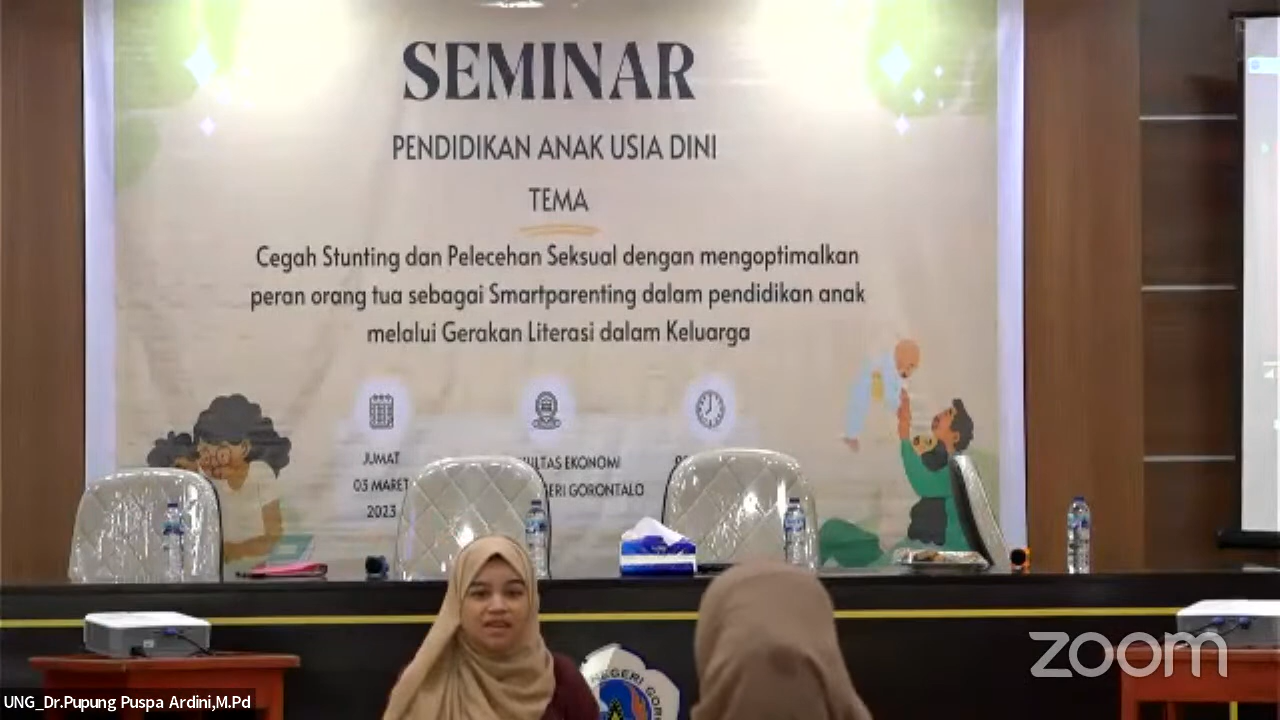 SEMINAR
PENDIDIKAN ANAK USIA DINI
TEMA
Cegah Stunting dan Pelecehan Seksual dengan mengoptimalkan
peran orang tua sebagai Smartparenting dalam pendidikan anak
melalui Gerakan Literasi dalam Keluarga
JUMAT
03 MARET
2023
EKONOMI
GORONTALO
zoom
UNG_Dr.Pupung Puspa Ardini,M.Pd